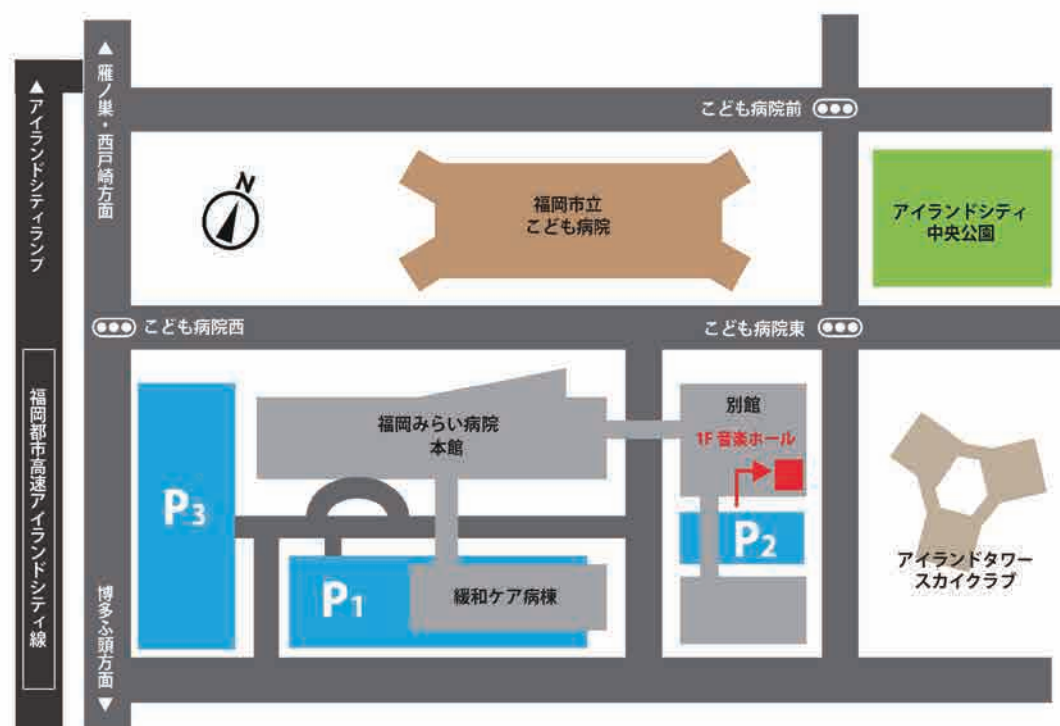 ▲雁ノ巣・西戸崎方面
▲アイランドシティランプ
こども病院前
N
福岡市立
こども病院
アイランドシティ
中央公園
こども病院西
こども病院東
福岡都市高速アイランドシティ線
博多ふ頭方面▼
福岡みらい病院
本館
別館
1F 音楽ホール
P3
P2
P1
緩和ケア病棟
アイランドタワー
スカイクラブ